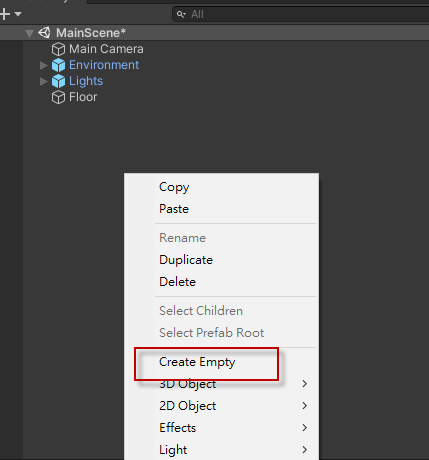 All
MainScene*
Main Camera
Environment
Lights
Floor
Copy
Paste
Rename
Duplicate
Delete
Select Children
Select Prefab Root
Create Empty
3D Object
2D Object
Effects
Light